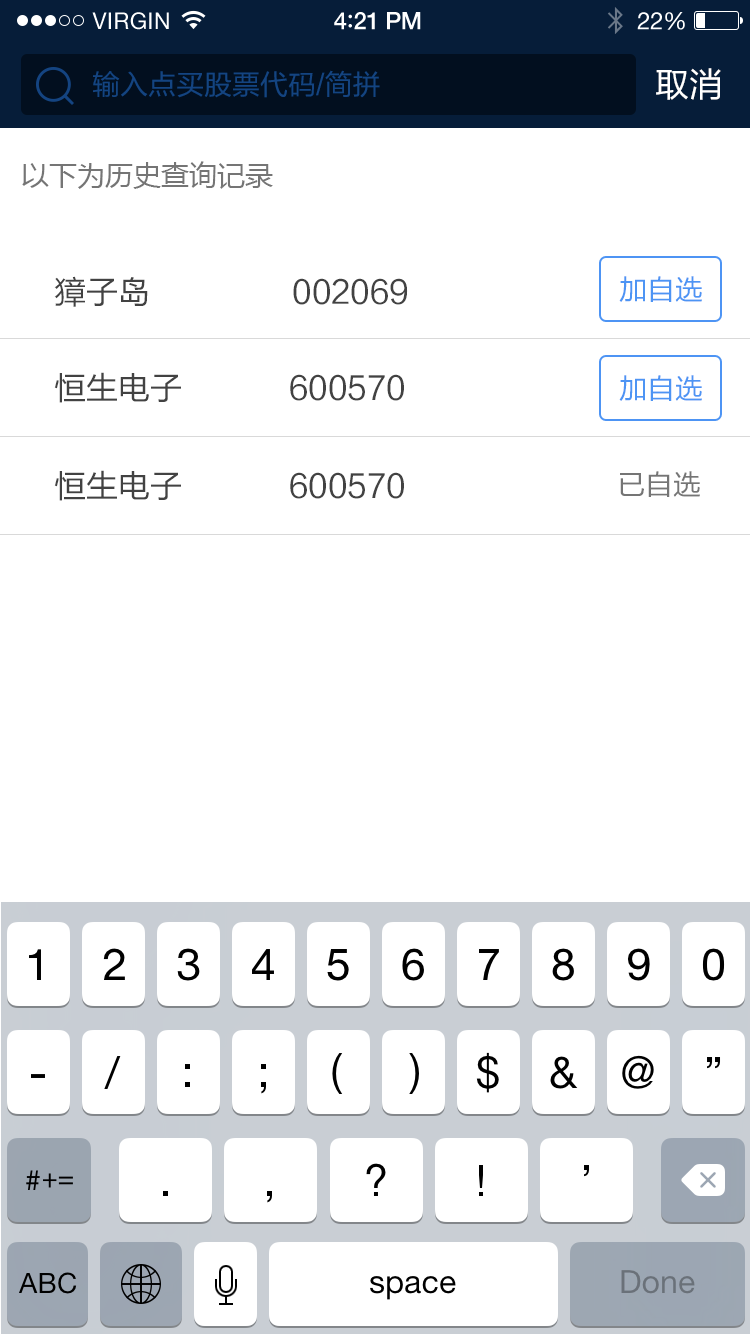 VIRGIN 4:21 PM 22%
输入点买股票代码/简拼 取消
以下为历史查询记录
獐子岛 002069 加自选
恒生电子 600570 加自选
恒生电子 600570 已自选
1 2 3 4 5 6 7 8 9 0
- / : ; ( ) $ & @ ”
#+= . , ? ! ’
ABC space Done